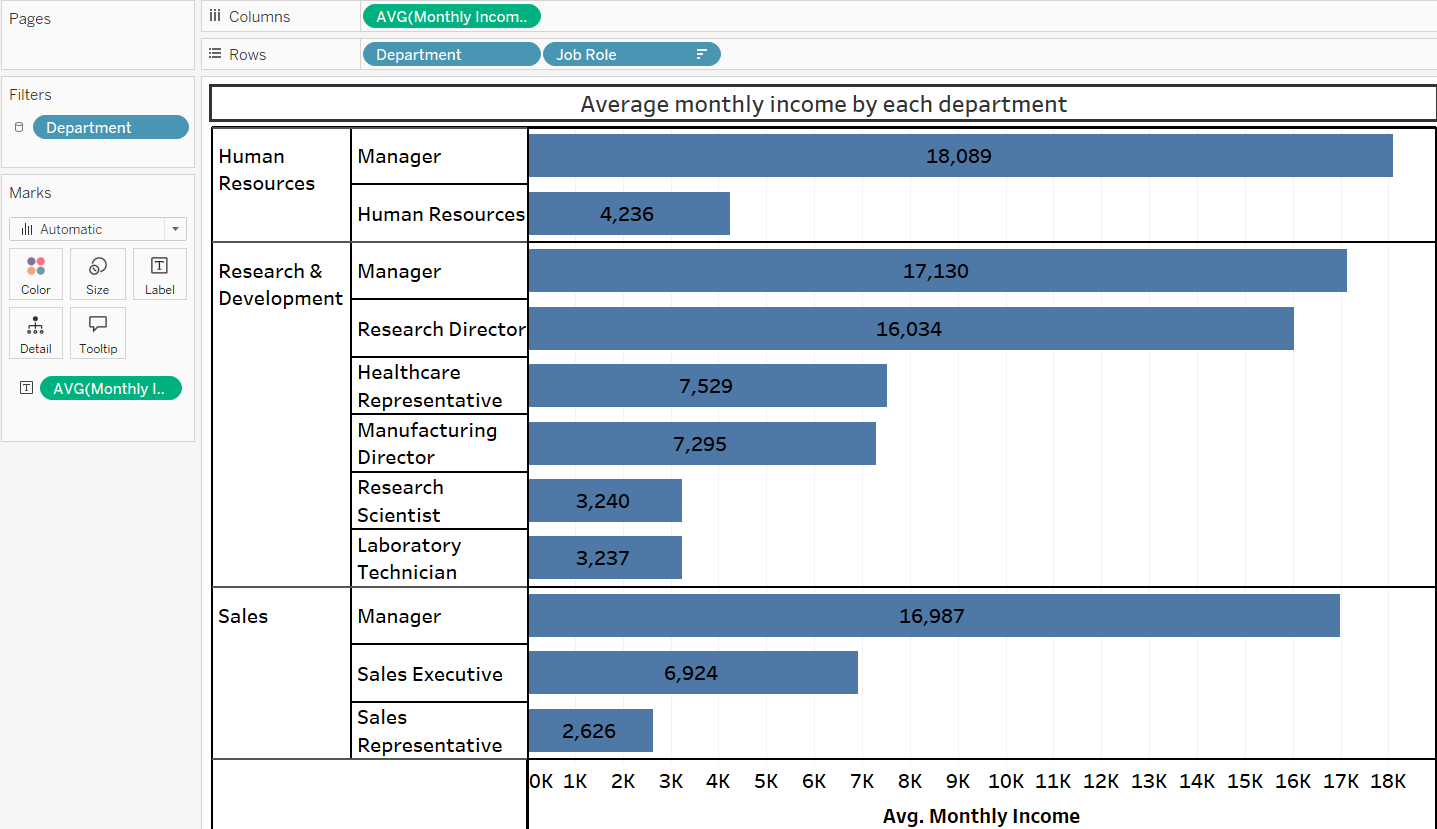 Pages
Columns
AVG(Monthly Incom..
Rows
Department
Job Role
Filters
Department
Marks
Automatic
Color
Size
Label
Detail
Tooltip
AVG(Monthly I..
Average monthly income by each department
Human
Resources
Manager
18,089
Human Resources
4,236
Research &
Development
Manager
17,130
Research Director
16,034
Healthcare
Representative
7,529
Manufacturing
Director
7,295
Research
Scientist
3,240
Laboratory
Technician
3,237
Sales
Manager
16,987
Sales Executive
6,924
Sales
Representative
2,626
0K 1K 2K 3K 4K 5K 6K 7K 8K 9K 10K 11K 12K 13K 14K 15K 16K 17K 18K
Avg. Monthly Income